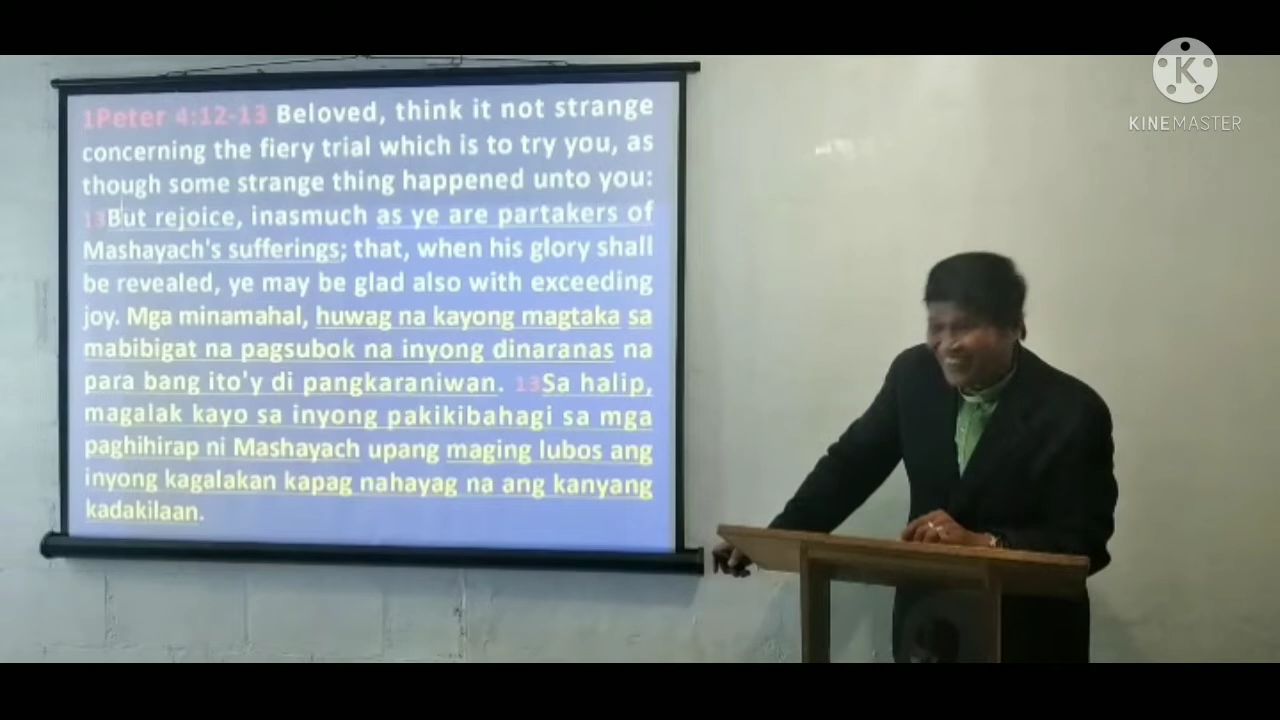 1Peter 4:12-13 Beloved, think it not strange
concerning the fiery trial which is to try you, as
though some strange thing happened unto you:
13But rejoice, inasmuch as ye are partakers of
Mashayach's sufferings; that, when his glory shall
be revealed, ye may be glad also with exceeding
joy. Mga minamahal, huwag na kayong magtaka sa
mabibigat na pagsubok na inyong dinaranas na
para bang ito'y di pangkaraniwan. 13Sa halip,
magalak kayo sa inyong pakikibahagi sa mga
paghihirap ni Mashayach upang maging lubos ang
inyong kagalakan kapag nahayag na ang kanyang
kadakilaan.
K
KINEMASTER